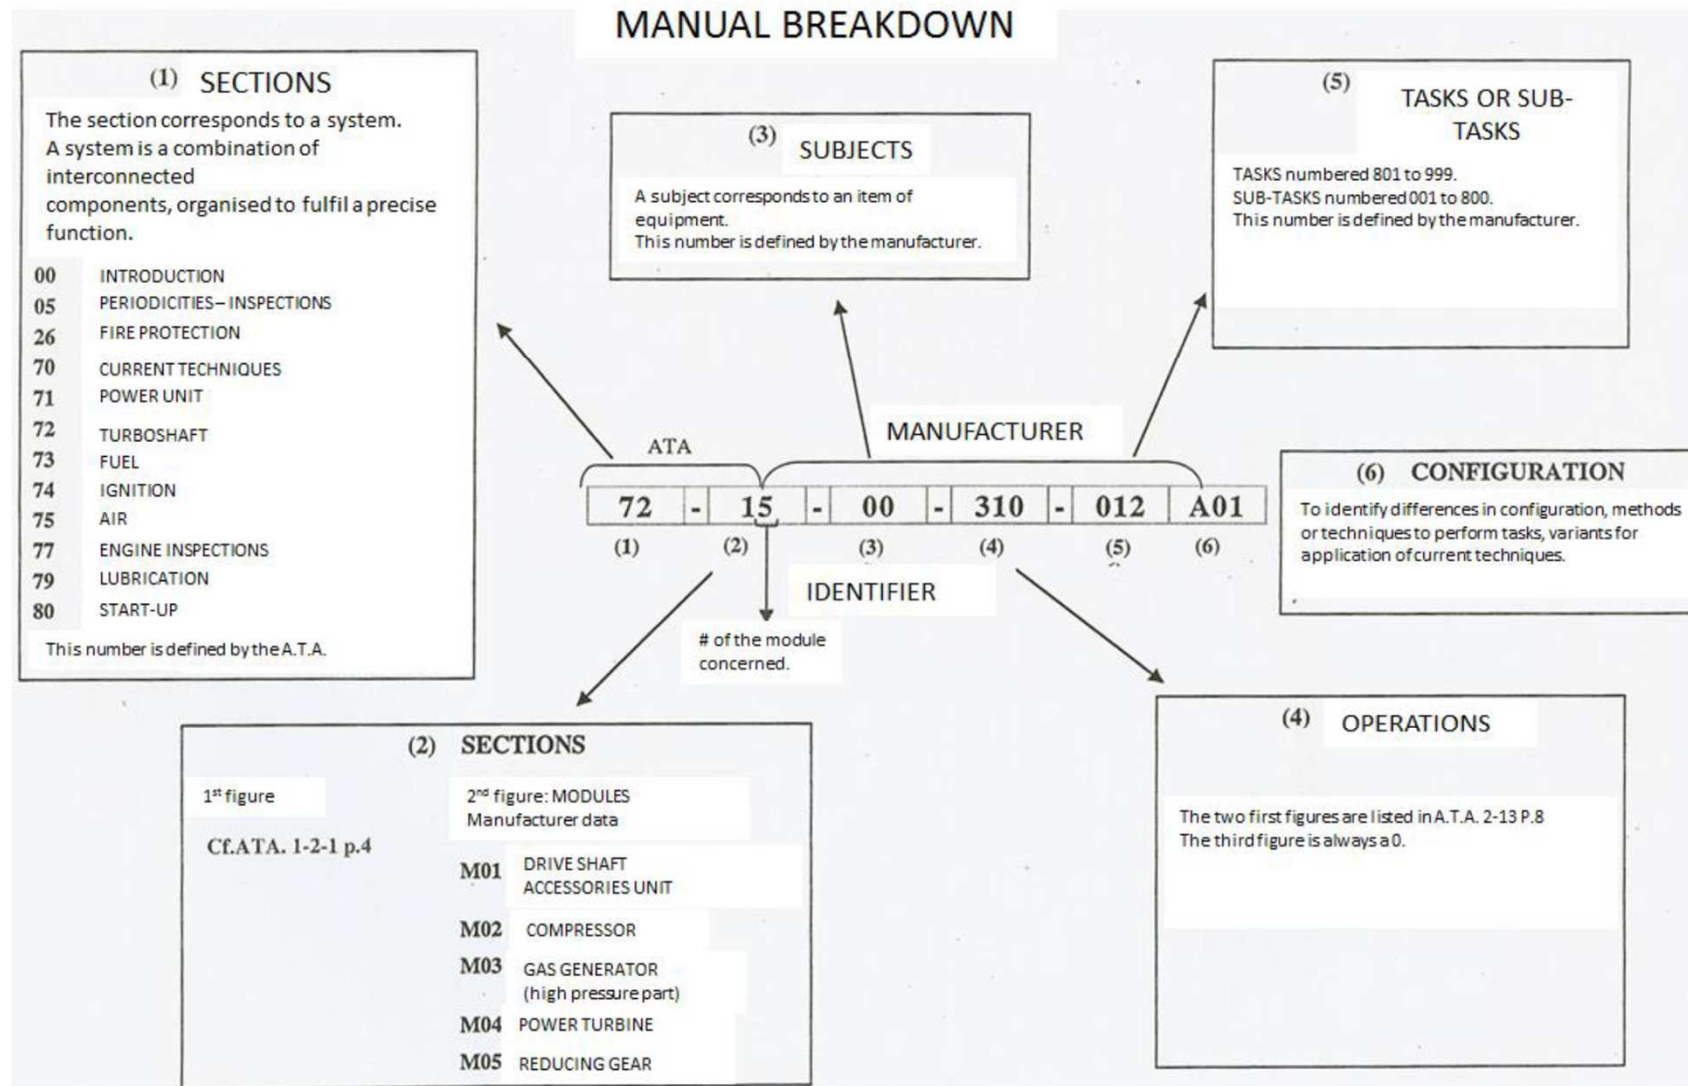 MANUAL BREAKDOWN
(1) SECTIONS
The section corresponds to a system.
A system is a combination of
interconnected
components, organised to fulfil a precise
function.
00 INTRODUCTION
05 PERIODICITIES – INSPECTIONS
26 FIRE PROTECTION
70 CURRENT TECHNIQUES
71 POWER UNIT
72 TURBOSHAFT
73 FUEL
74 IGNITION
75 AIR
77 ENGINE INSPECTIONS
79 LUBRICATION
80 START-UP
This number is defined by the A.T.A.
(3) SUBJECTS
A subject corresponds to an item of
equipment.
This number is defined by the manufacturer.
(5) TASKS OR SUB-
TASKS
TASKS numbered 801 to 999.
SUB-TASKS numbered 001 to 800.
This number is defined by the manufacturer.
ATA
MANUFACTURER
72 - 15 - 00 - 310 - 012 A01
(1) (2) (3) (4) (5) (6)
IDENTIFIER
# of the module
concerned.
(6) CONFIGURATION
To identify differences in configuration, methods
or techniques to perform tasks, variants for
application of current techniques.
(2) SECTIONS
1st figure
Cf.ATA. 1-2-1 p.4
2nd figure: MODULES
Manufacturer data
M01 DRIVE SHAFT
ACCESSORIES UNIT
M02 COMPRESSOR
M03 GAS GENERATOR
(high pressure part)
M04 POWER TURBINE
M05 REDUCING GEAR
(4) OPERATIONS
The two first figures are listed in A.T.A. 2-13 P.8
The third figure is always a 0.